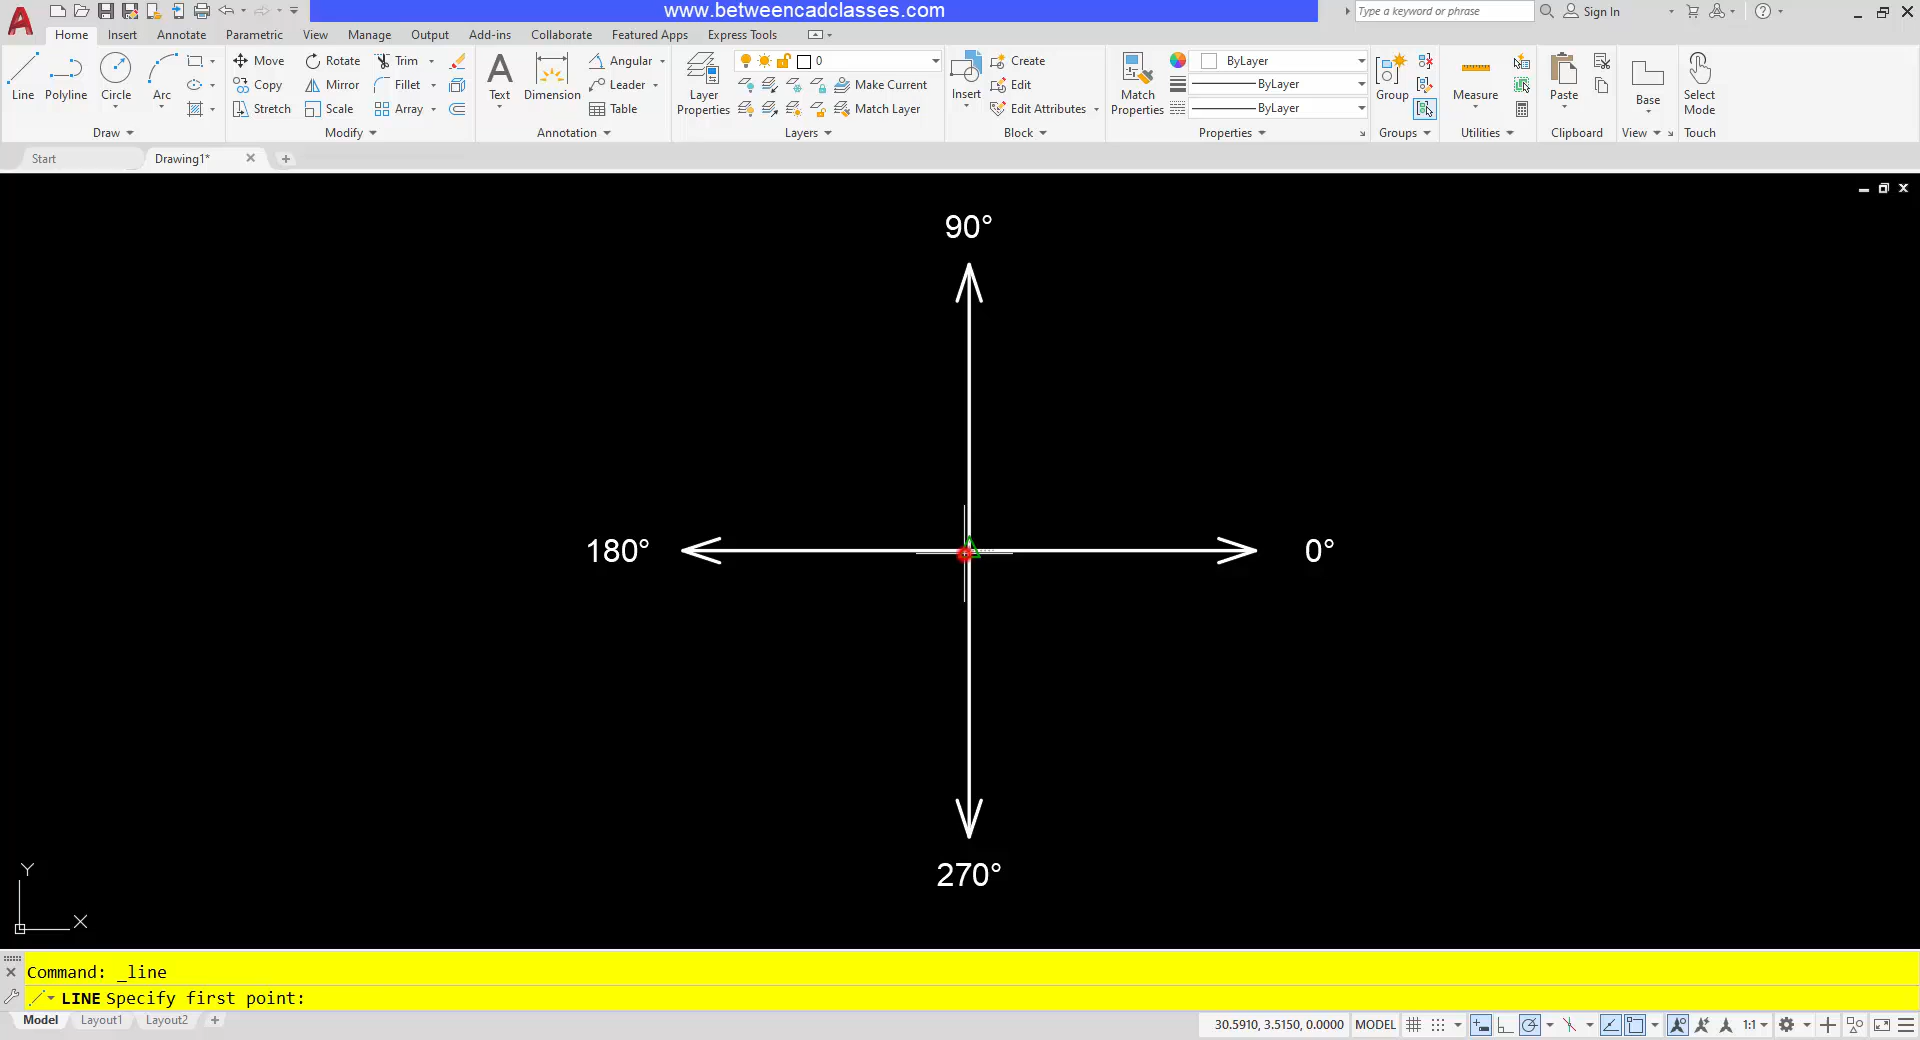 www.betweencadclasses.com
Type a keyword or phrase
Sign In
Home Insert Annotate Parametric View Manage Output Add-ins Collaborate Featured Apps Express Tools
Line Polyline Circle Arc
Move Rotate Trim
Copy Mirror Fillet
Stretch Scale Array
Text Dimension
Angular
Leader
Table
Layer Properties
0
Make Current
Match Layer
Insert
Create
Edit
Edit Attributes
Match Properties
ByLayer
ByLayer
ByLayer
Group
Measure
Paste
Base
Select Mode
Draw Modify Annotation Layers Block Properties Groups Utilities Clipboard View Touch
Start Drawing1*
90°
180° 0°
270°
Y
X
Command: _line
LINE Specify first point:
Model Layout1 Layout2
30.5910, 3.5150, 0.0000 MODEL 1:1